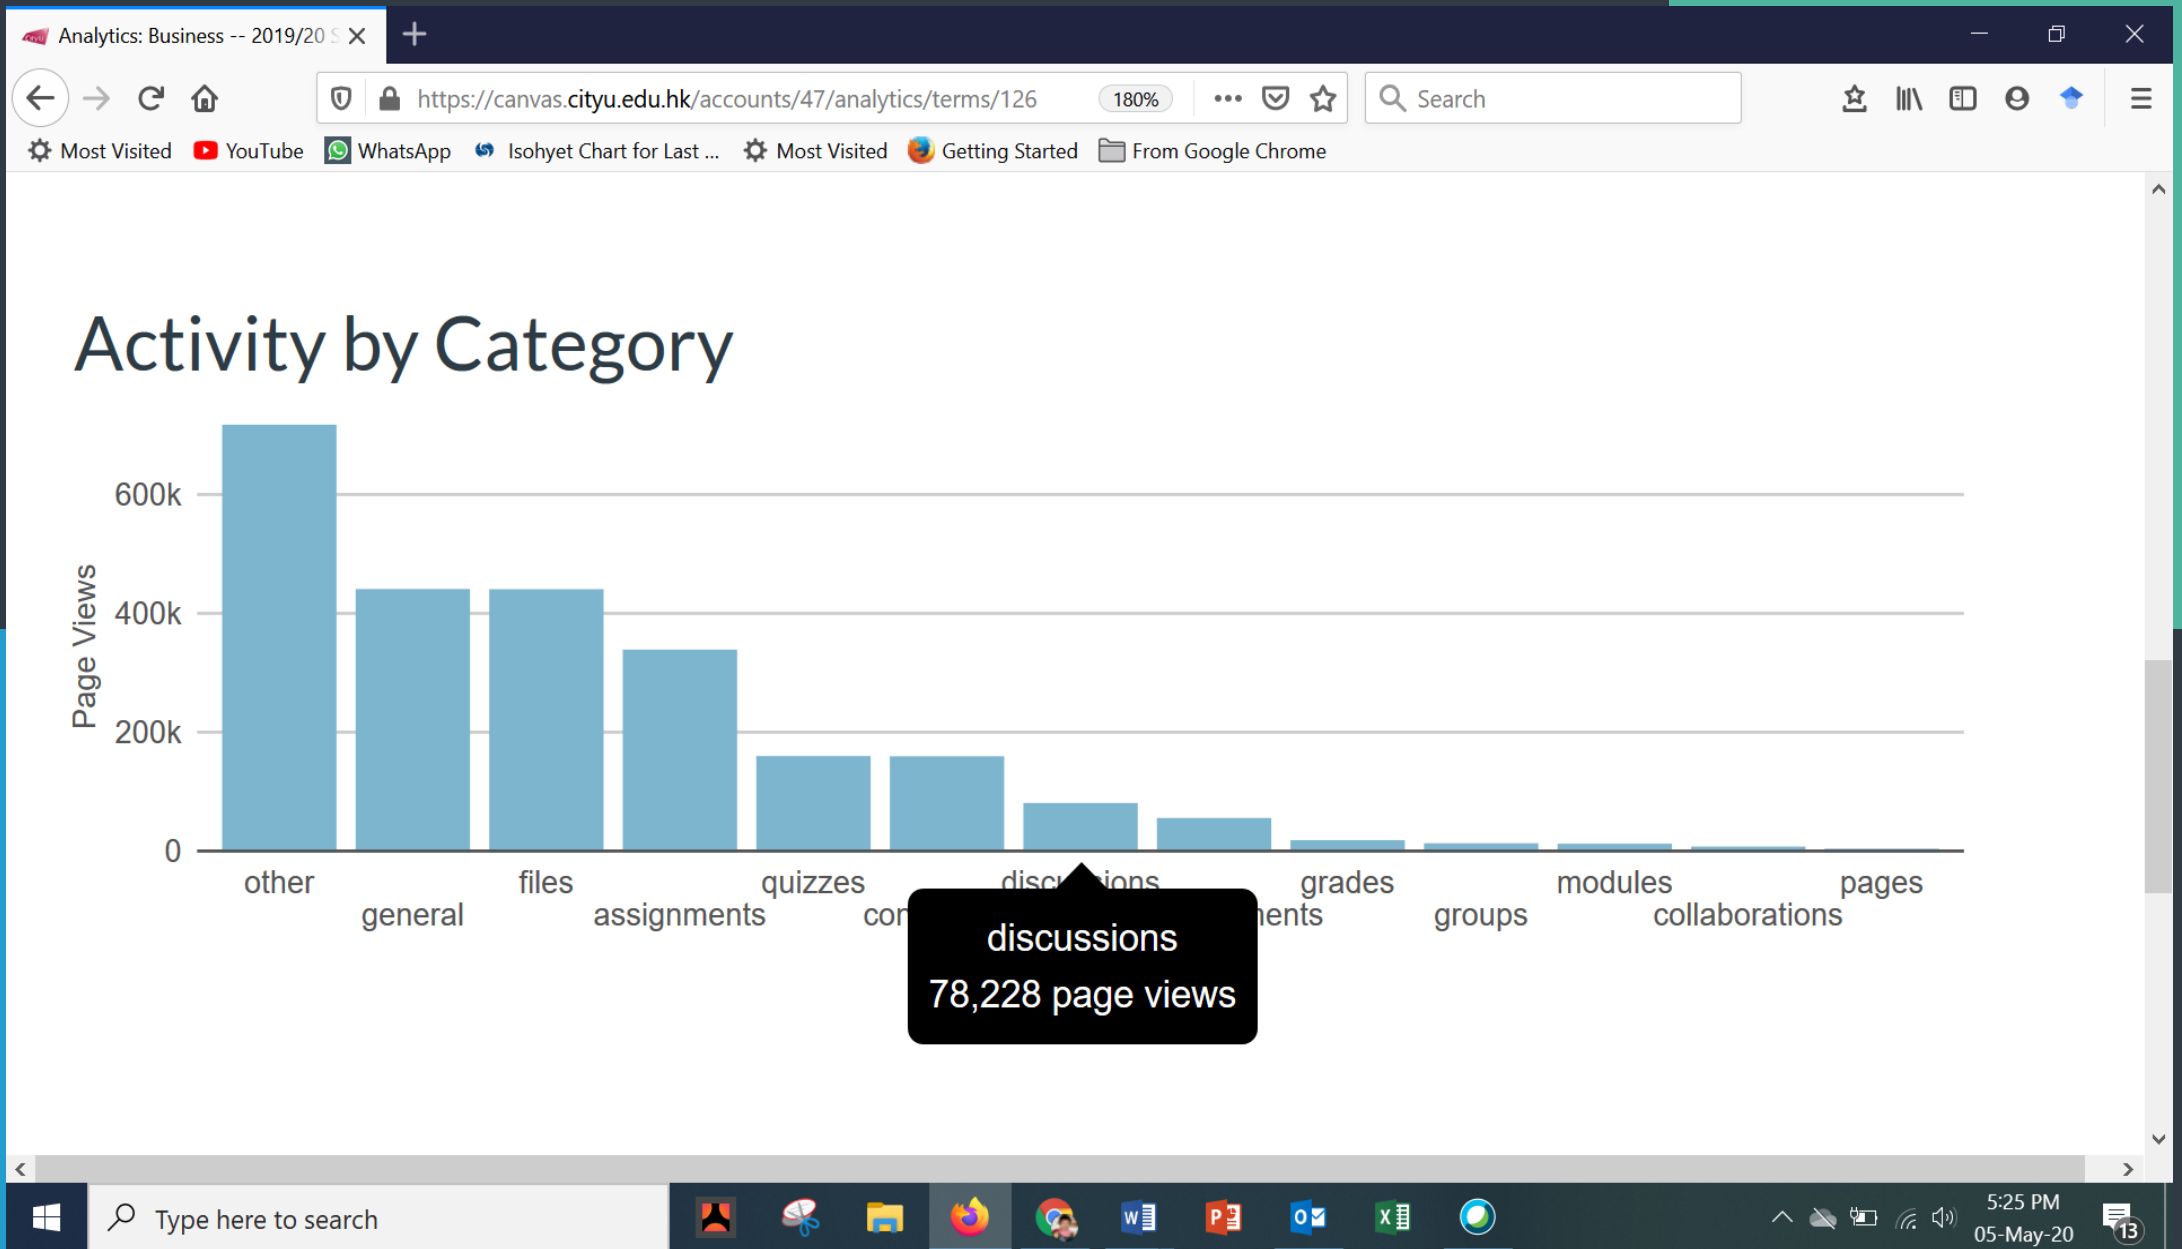 Analytics: Business -- 2019/20
https://canvas.cityu.edu.hk/accounts/47/analytics/terms/126
180%
Search
Most Visited
YouTube
WhatsApp
Isohyet Chart for Last ...
Most Visited
Getting Started
From Google Chrome
Activity by Category
Page Views
600k
400k
200k
0
other
files
quizzes
grades
modules
pages
general
assignments
groups
collaborations
discussions
78,228 page views
Type here to search
5:25 PM
05-May-20
13